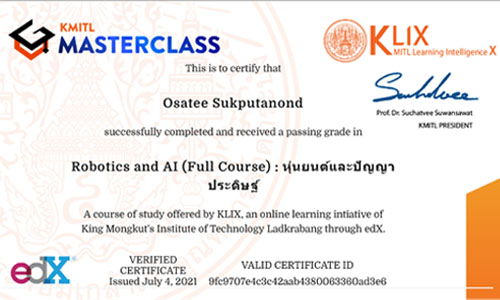 KMITL
MASTERCLASS
KLIX
MITL Learning Intelligence X
This is to certify that
Osatee Sukputanond
Prof. Dr. Suchatvee Suwansawat
KMITL PRESIDENT
successfully completed and received a passing grade in
Robotics and AI (Full Course) : หุ่นยนต์และปัญญา
ประดิษฐ์
A course of study offered by KLIX, an online learning intiative of
King Mongkut's Institute of Technology Ladkrabang through edX.
edX
VERIFIED
CERTIFICATE
Issued July 4, 2021
VALID CERTIFICATE ID
9fc9707e4c3c42aab4380063360ad3e6